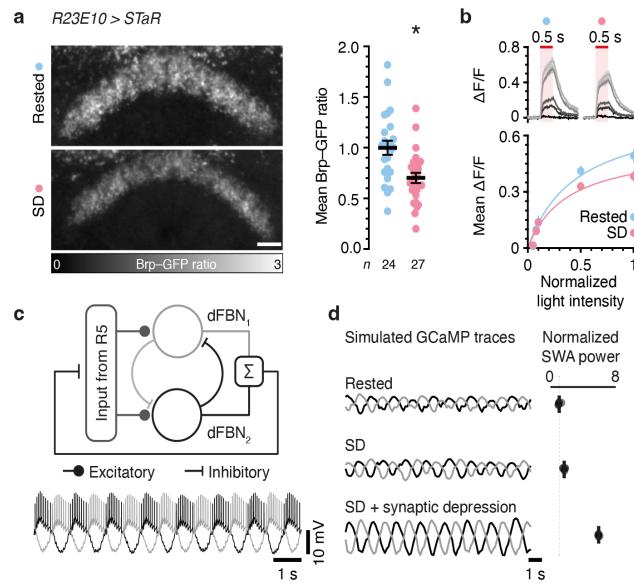 a
R23E10 > STaR
Rested
SD
0 Brp–GFP ratio 3
*
Mean Brp–GFP ratio
2.0
1.5
1.0
0.5
0.0
n 24 27
b
0.5 s 0.5 s
ΔF/F
0.8
0.4
0
Mean ΔF/F
0.6
0.3
0
Rested
SD
0 0.5 1
Normalized
light intensity
c
Input from R5
dFBN1
Σ
dFBN2
Excitatory Inhibitory
10 mV
1 s
d
Simulated GCaMP traces
Normalized
SWA power
0 8
Rested
SD
SD + synaptic depression
1 s